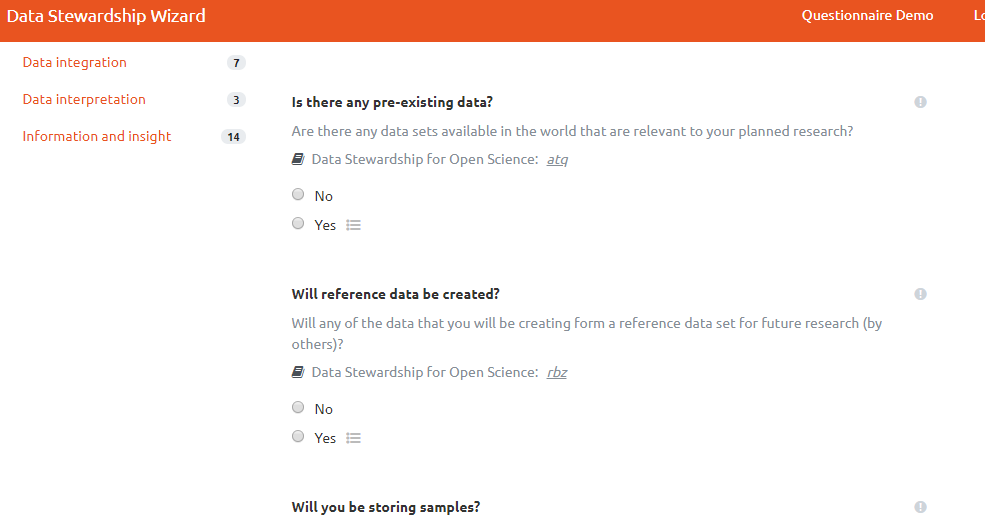 Data Stewardship Wizard
Questionnaire Demo
Data integration 7
Data interpretation 3
Information and insight 14
Is there any pre-existing data?
Are there any data sets available in the world that are relevant to your planned research?
Data Stewardship for Open Science: atq
No
Yes
Will reference data be created?
Will any of the data that you will be creating form a reference data set for future research (by
others)?
Data Stewardship for Open Science: rbz
No
Yes
Will you be storing samples?